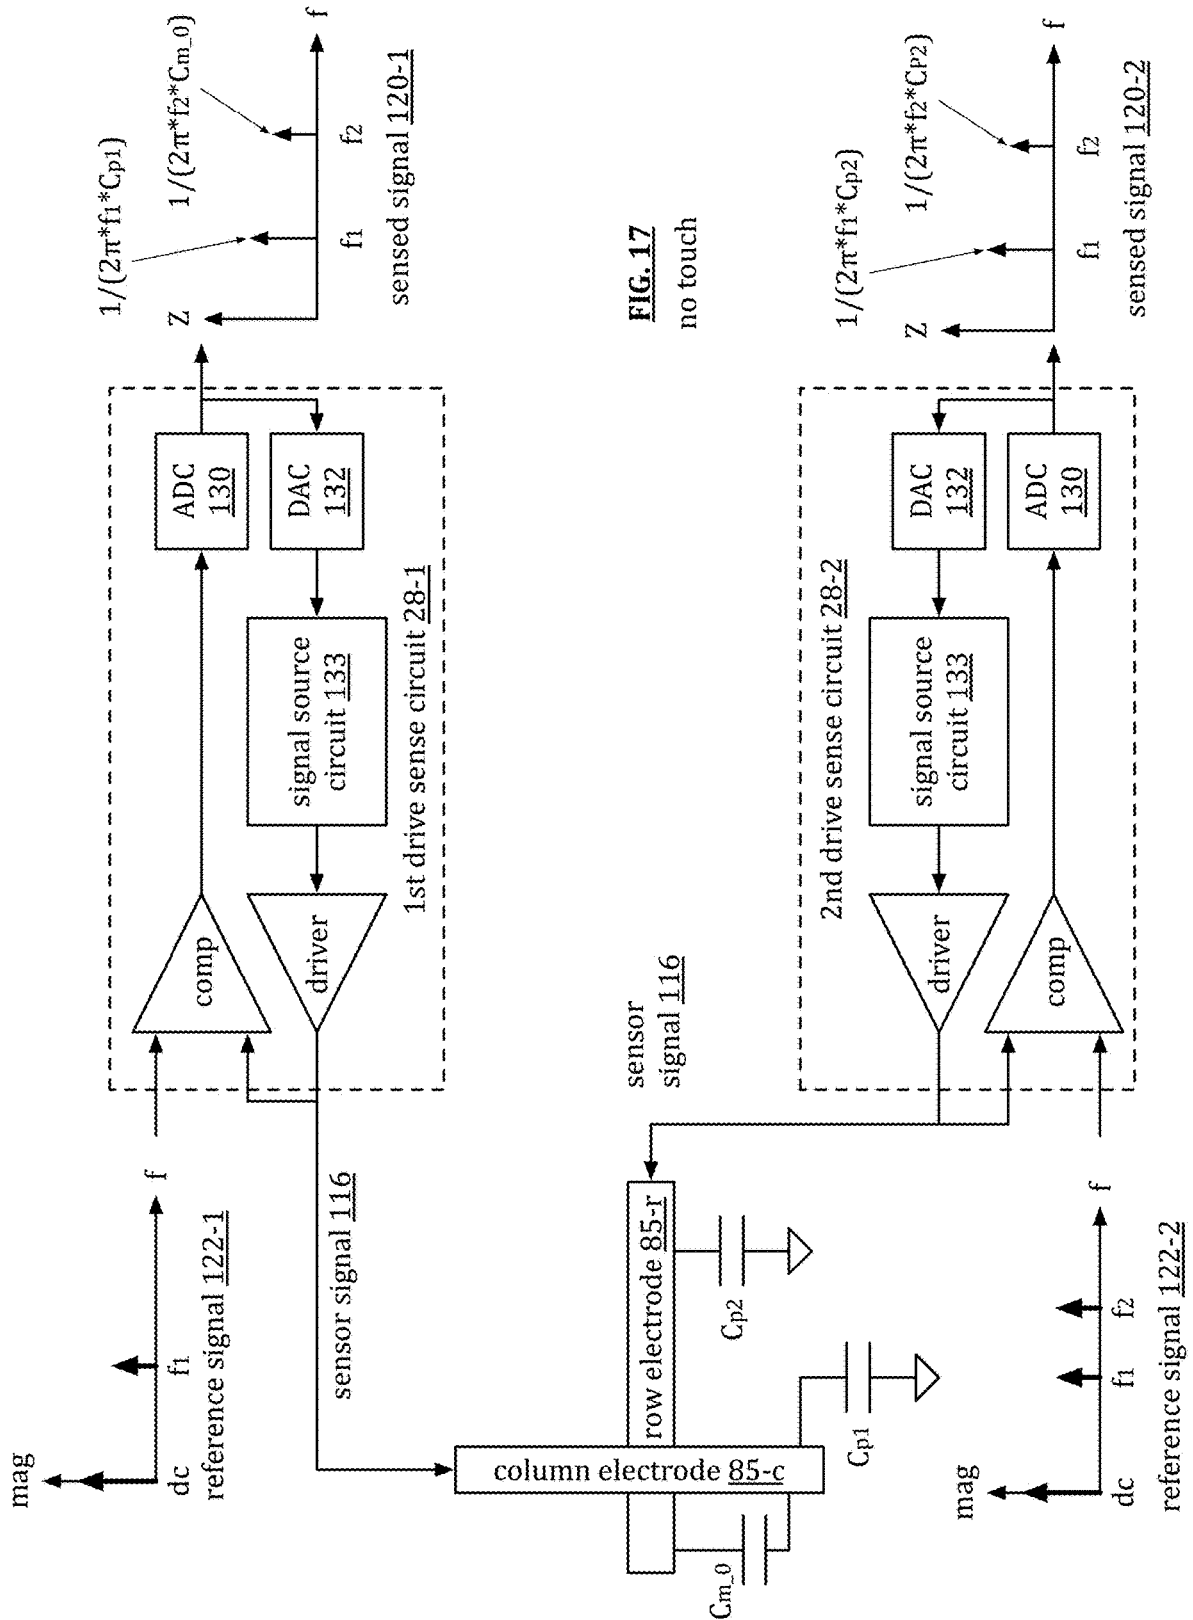 mag
dc
f1
f
reference signal 122-1
sensor signal 116
comp
driver
ADC
130
DAC
132
signal source
circuit 133
1st drive sense circuit 28-1
Z
1/(2π*f1*Cp1)
1/(2π*f2*Cm_0)
f1
f2
f
sensed signal 120-1
FIG. 17
no touch
column electrode 85-c
row electrode 85-r
Cm_0
Cp1
Cp2
sensor
signal 116
2nd drive sense circuit 28-2
driver
signal source
circuit 133
DAC
132
comp
ADC
130
mag
dc
f1
f2
f
reference signal 122-2
Z
1/(2π*f1*Cp2)
1/(2π*f2*CP2)
f1
f2
f
sensed signal 120-2